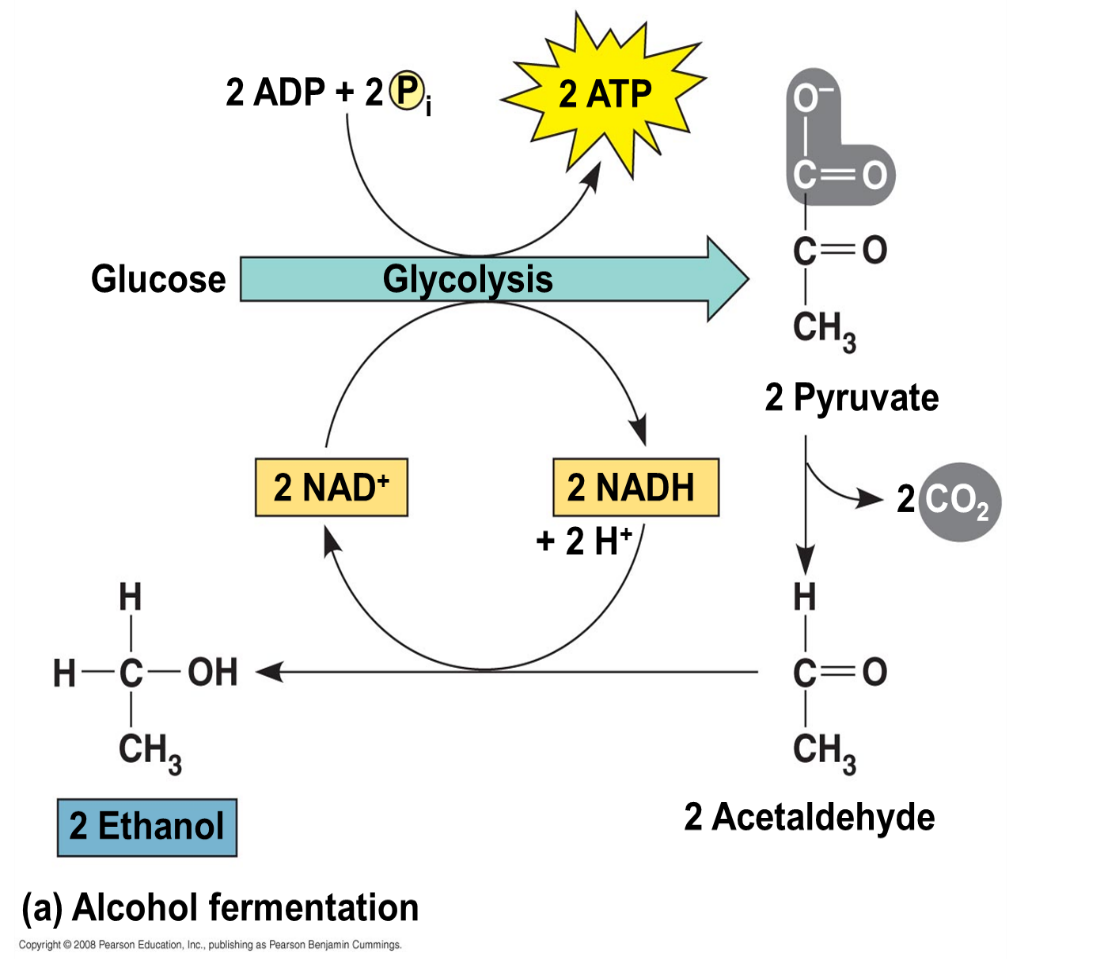 2 ADP + 2 Pi
2 ATP
O–
C=O
C=O
CH3
Glucose
Glycolysis
2 Pyruvate
2 NAD+
2 NADH
+ 2 H+
2 CO2
H
H—C—OH
CH3
H
C=O
CH3
2 Ethanol
2 Acetaldehyde
(a) Alcohol fermentation
Copyright © 2008 Pearson Education, Inc., publishing as Pearson Benjamin Cummings.